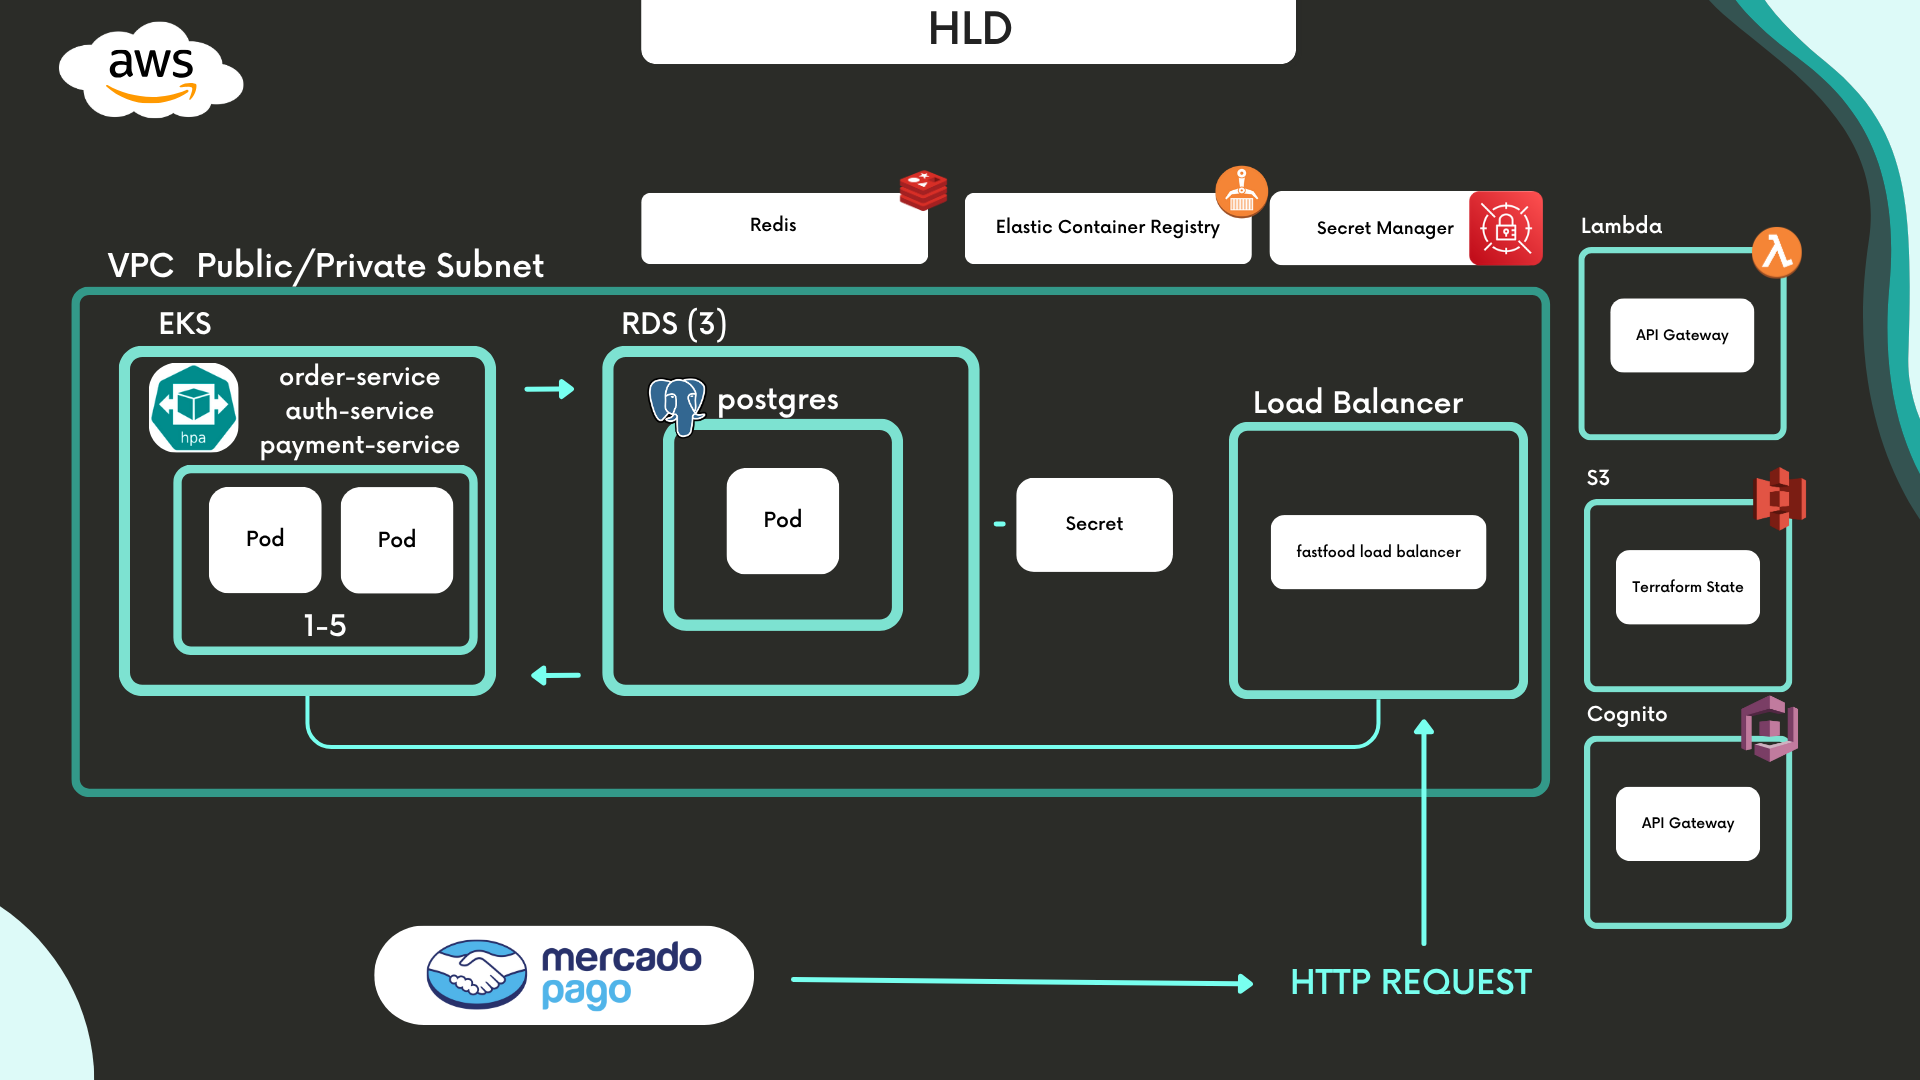 HLD
aws
Redis
Elastic Container Registry
Secret Manager
Lambda
API Gateway
VPC Public/Private Subnet
EKS
hpa
order-service
auth-service
payment-service
Pod
Pod
1-5
RDS (3)
postgres
Pod
Secret
Load Balancer
fastfood load balancer
S3
Terraform State
Cognito
API Gateway
mercado
pago
HTTP REQUEST